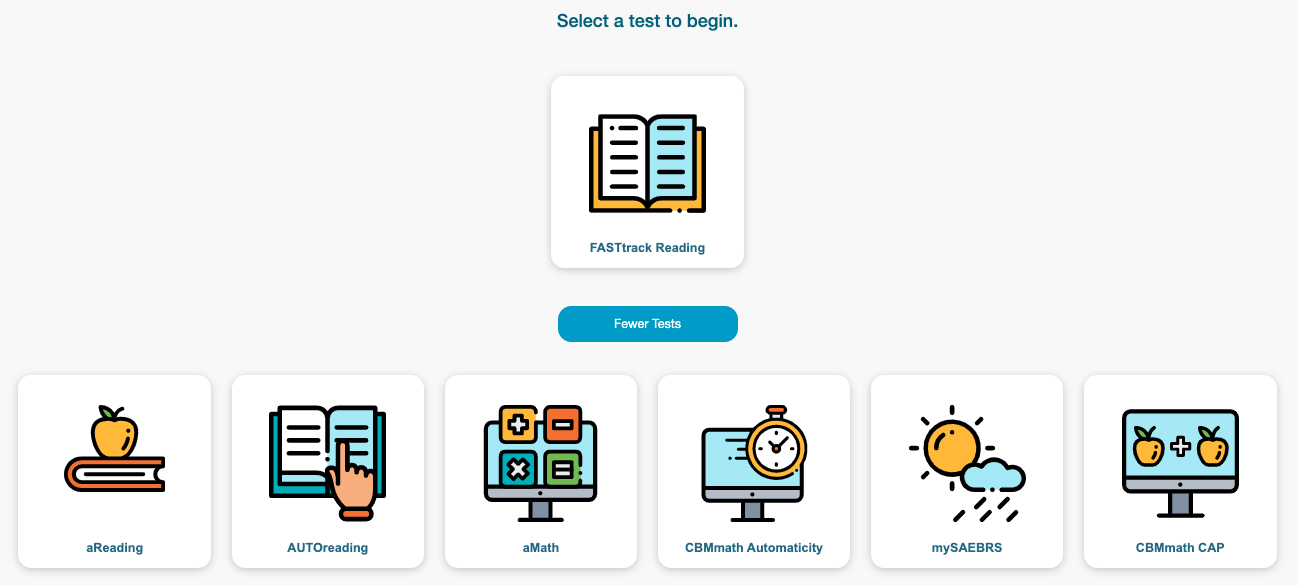 Select a test to begin.
FASTtrack Reading
Fewer Tests
aReading
AUTOreading
aMath
CBMmath Automaticity
mySAEBRS
CBMmath CAP